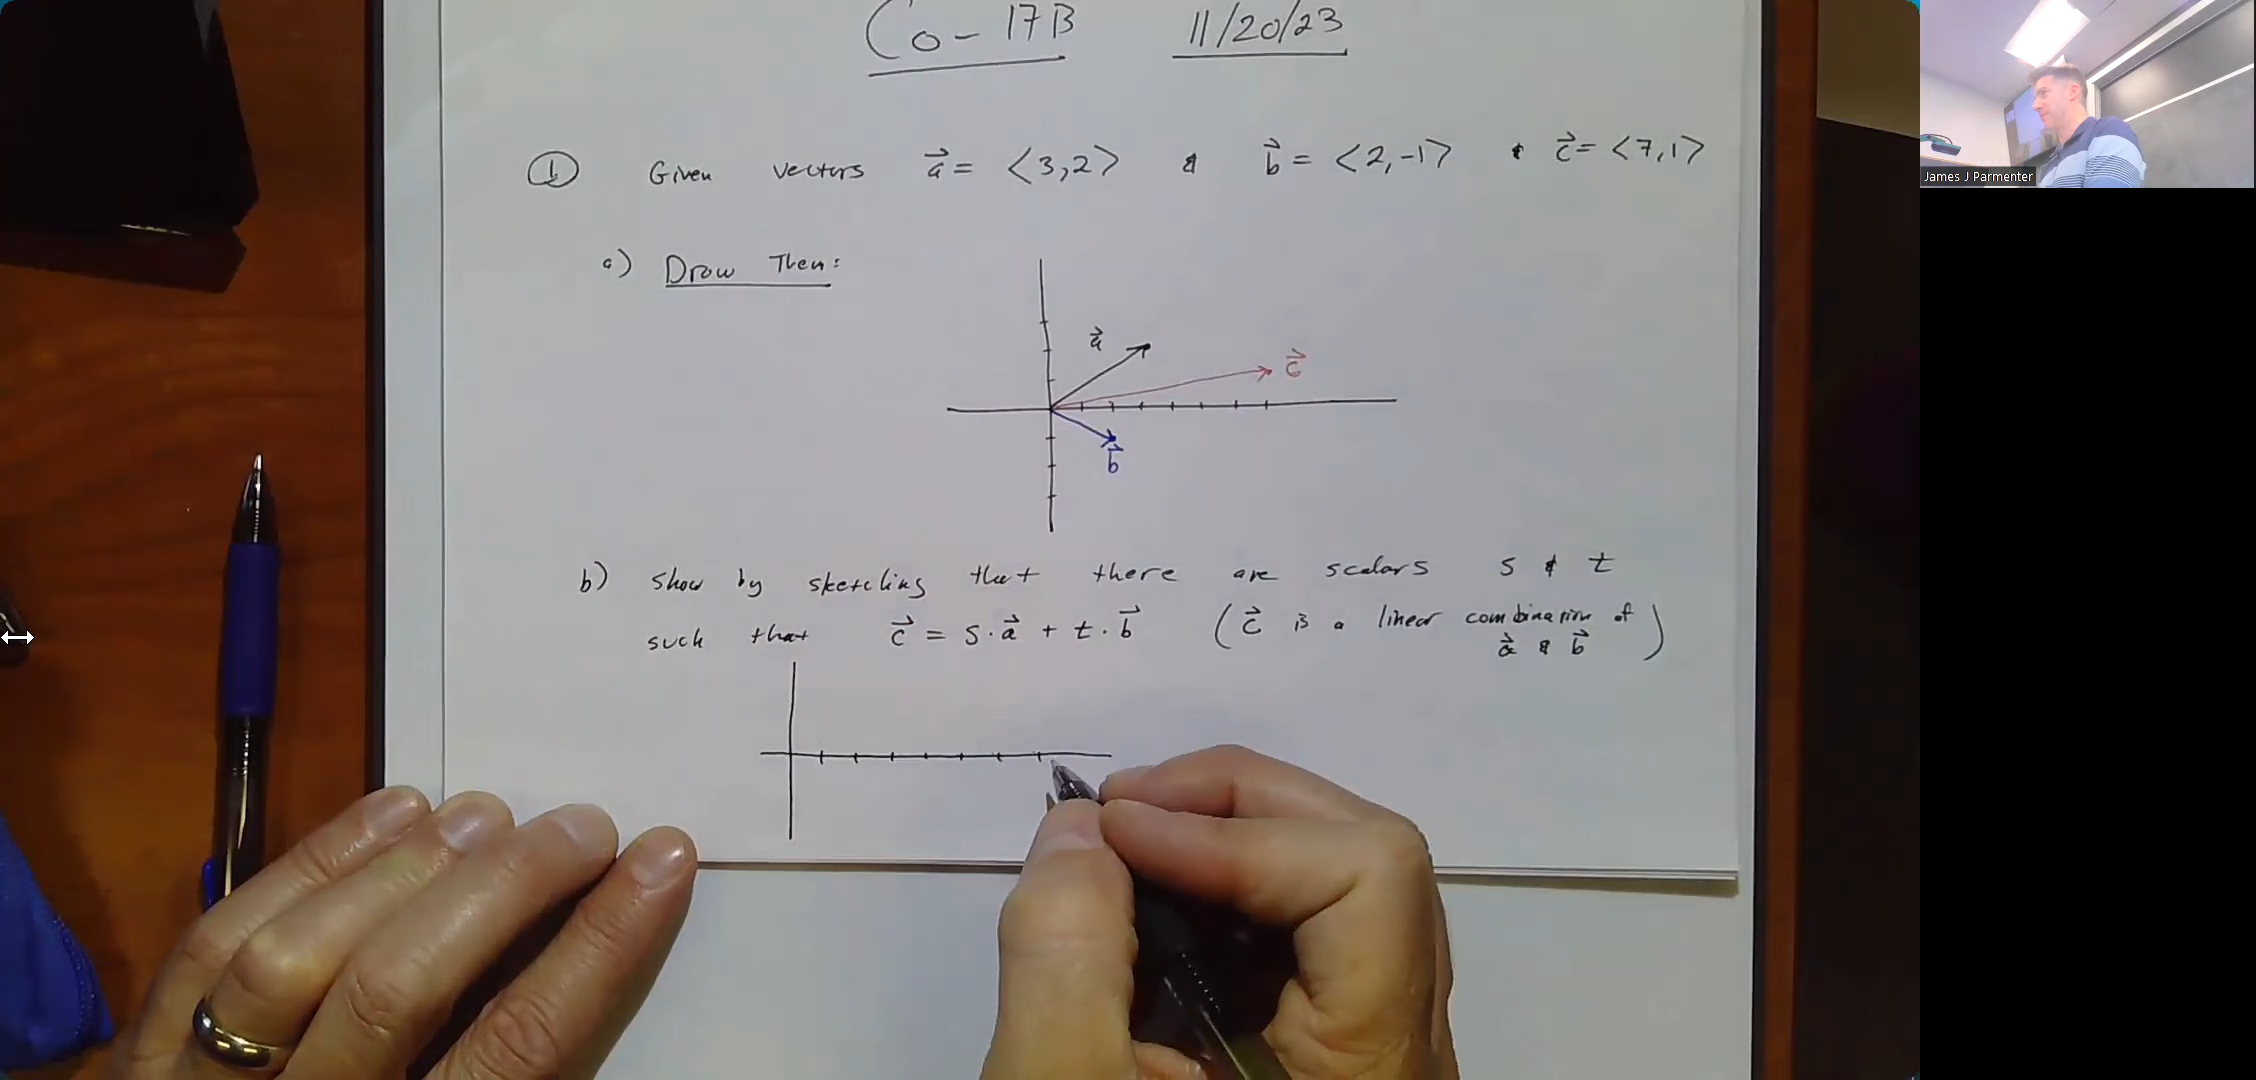 Co-17B 11/20/23
① Given vectors a⃗ = <3,2> & b⃗ = <2,-1> & c⃗ = <7,1>
a) Draw Them:
a⃗
c⃗
b⃗
b) show by sketching that there are scalars s & t
such that c⃗ = s·a⃗ + t·b⃗ (c⃗ is a linear combination of
a⃗ & b⃗)
James J Parmenter